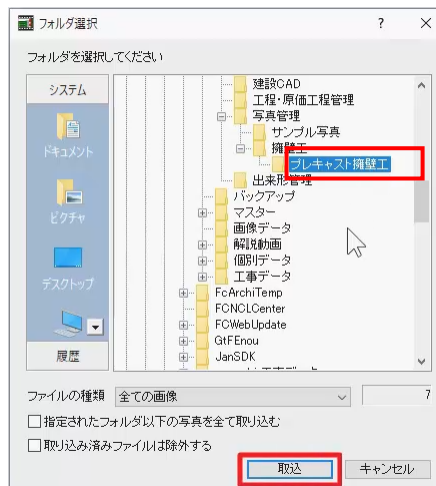 フォルダ選択
フォルダを選択してください
システム
ドキュメント
ピクチャ
デスクトップ
履歴
建設CAD
工程・原価工程管理
写真管理
サンプル写真
擁壁工
プレキャスト擁壁工
出来形管理
バックアップ
マスター
画像データ
解説動画
個別データ
工事データ
FcArchiTemp
FCNCLCenter
FCWebUpdate
GtFEnou
JanSDK
ファイルの種類 全ての画像 7
指定されたフォルダ以下の写真を全て取り込む
取り込み済みファイルは除外する
取込 キャンセル